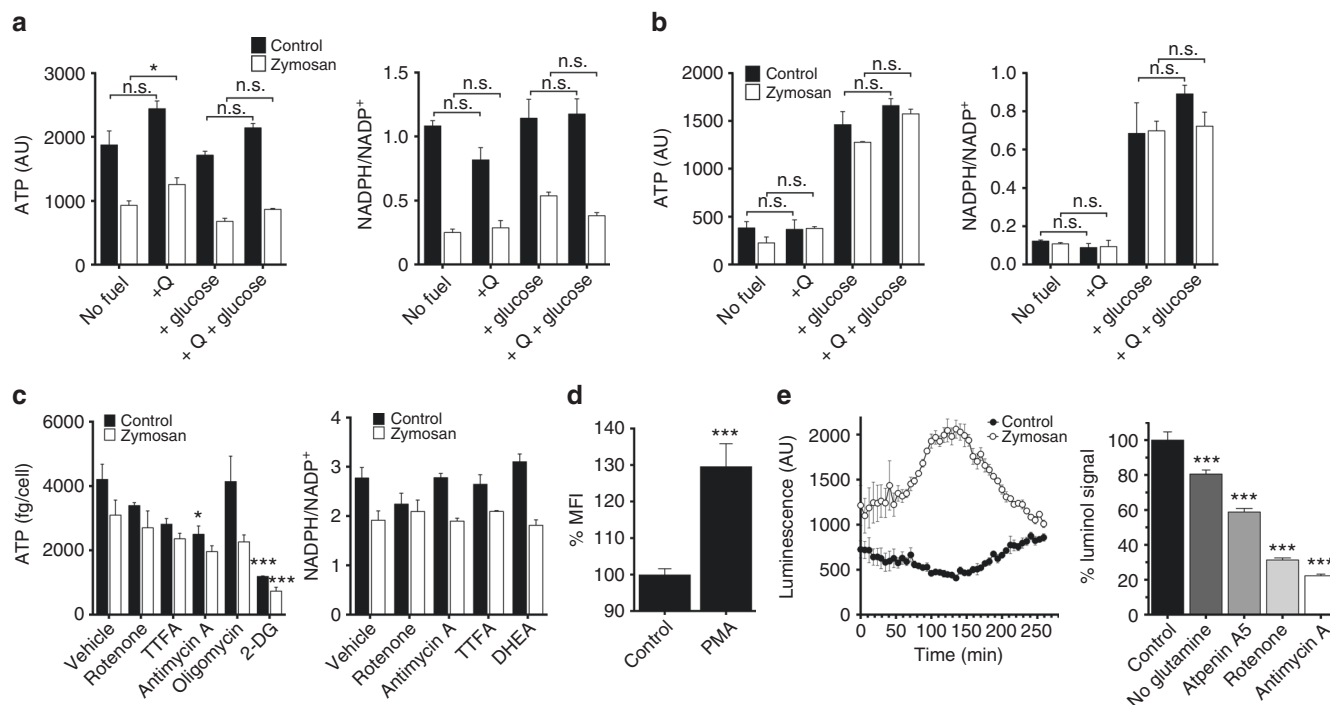 a
Control
Zymosan
ATP (AU)
3000
2000
1000
0
*
n.s.
n.s.
n.s.
No fuel
+Q
+ glucose
+ Q + glucose
NADPH/NADP+
1.5
1.0
0.5
0
n.s.
n.s.
n.s.
n.s.
No fuel
+Q
+ glucose
+ Q + glucose
b
Control
Zymosan
ATP (AU)
2000
1500
1000
500
0
n.s.
n.s.
n.s.
n.s.
No fuel
+Q
+ glucose
+ Q + glucose
NADPH/NADP+
1.0
0.8
0.6
0.4
0.2
0.0
n.s.
n.s.
n.s.
n.s.
No fuel
+Q
+ glucose
+ Q + glucose
c
Control
Zymosan
ATP (fg/cell)
6000
4000
2000
0
*
***
***
Vehicle
Rotenone
TTFA
Antimycin A
Oligomycin
2-DG
Control
Zymosan
NADPH/NADP+
4
3
2
1
0
Vehicle
Rotenone
Antimycin A
TTFA
DHEA
d
% MFI
140
130
120
110
100
90
***
Control
PMA
e
Control
Zymosan
Luminescence (AU)
2000
1500
1000
500
0
0 50 100 150 200 250
Time (min)
% luminol signal
100
80
60
40
20
0
***
***
***
***
Control
No glutamine
Atpenin A5
Rotenone
Antimycin A